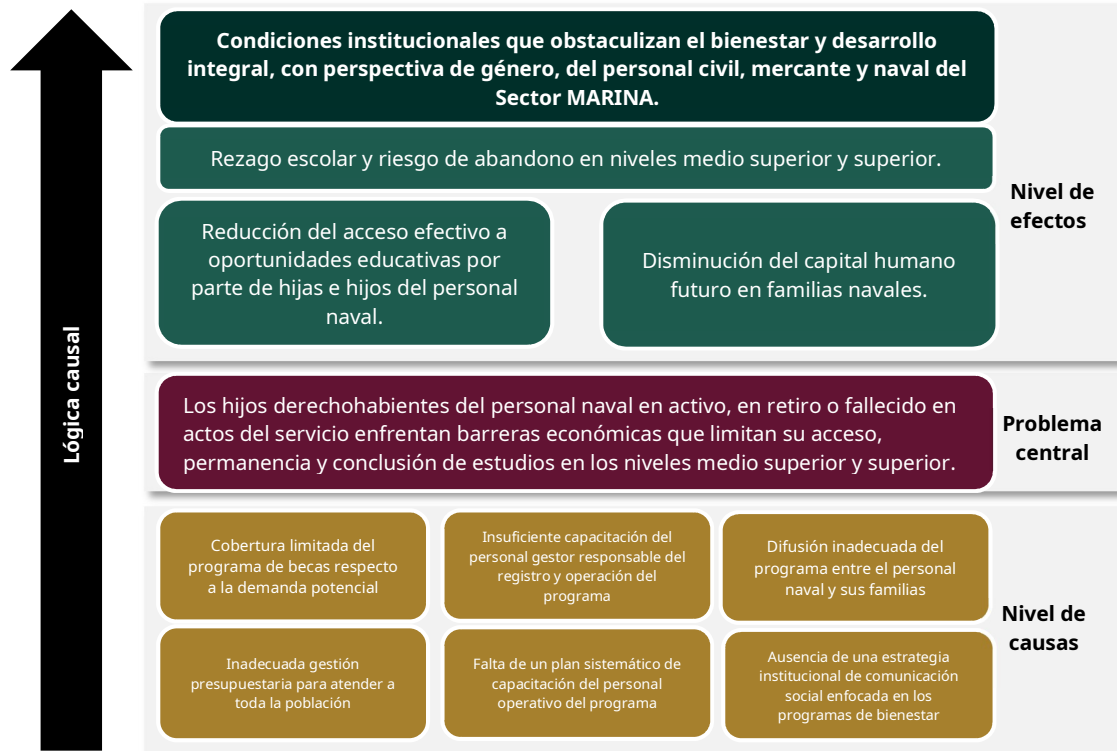 Condiciones institucionales que obstaculizan el bienestar y desarrollo
integral, con perspectiva de género, del personal civil, mercante y naval del
Sector MARINA.
Rezago escolar y riesgo de abandono en niveles medio superior y superior.
Nivel de
efectos
Reducción del acceso efectivo a
oportunidades educativas por
parte de hijas e hijos del personal
naval.
Disminución del capital humano
futuro en familias navales.
Lógica causal
Los hijos derechohabientes del personal naval en activo, en retiro o fallecido en
actos del servicio enfrentan barreras económicas que limitan su acceso,
permanencia y conclusión de estudios en los niveles medio superior y superior.
Problema
central
Cobertura limitada del
programa de becas respecto
a la demanda potencial
Insuficiente capacitación del
personal gestor responsable del
registro y operación del
programa
Difusión inadecuada del
programa entre el personal
naval y sus familias
Nivel de
causas
Inadecuada gestión
presupuestaria para atender a
toda la población
Falta de un plan sistemático de
capacitación del personal
operativo del programa
Ausencia de una estrategia
institucional de comunicación
social enfocada en los
programas de bienestar